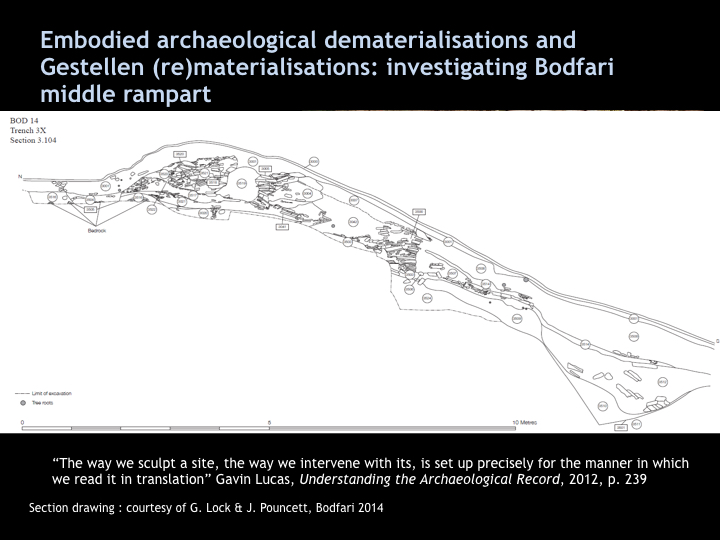 Embodied archaeological dematerialisations and
Gestellen (re)materialisations: investigating Bodfari
middle rampart
BOD 14
Trench 3X
Section 3.104
N
S
Bedrock
Limit of excavation
Tree roots
0
5
10 Metres
“The way we sculpt a site, the way we intervene with its, is set up precisely for the manner in which
we read it in translation” Gavin Lucas, Understanding the Archaeological Record, 2012, p. 239
Section drawing : courtesy of G. Lock & J. Pouncett, Bodfari 2014